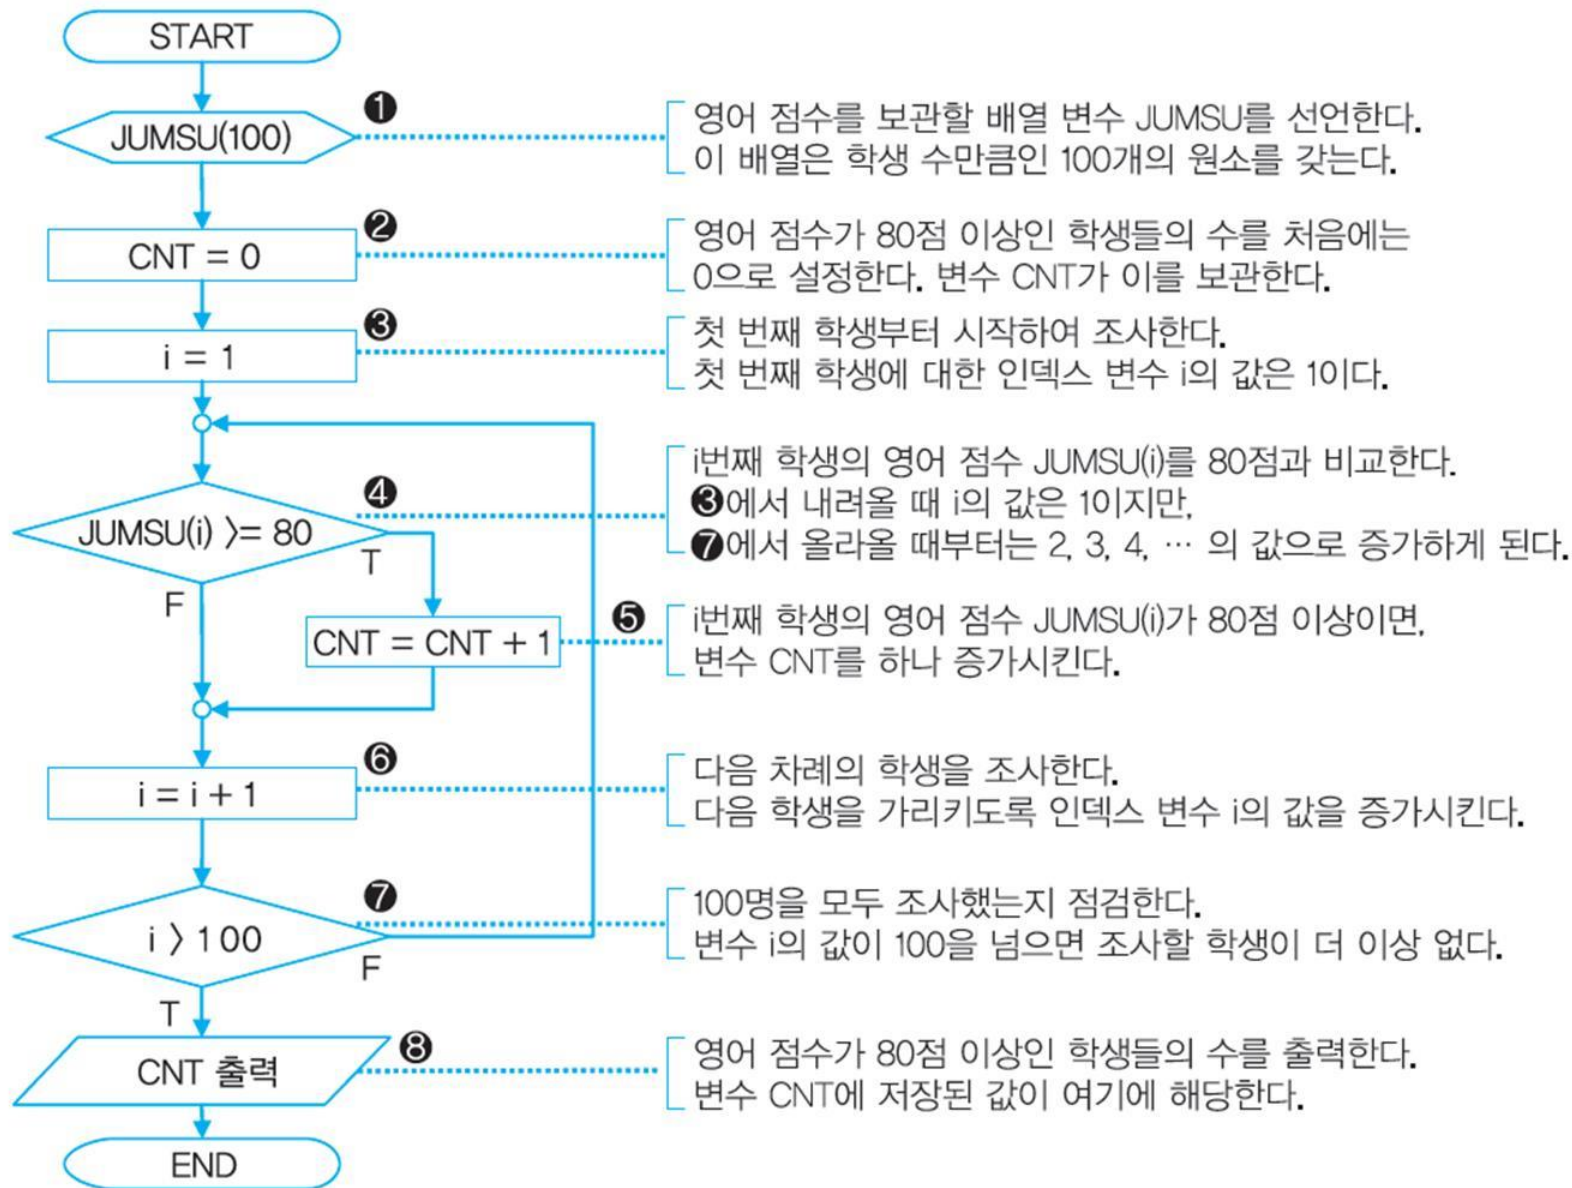 START
❶
JUMSU(100)
영어 점수를 보관할 배열 변수 JUMSU를 선언한다.
이 배열은 학생 수만큼인 100개의 원소를 갖는다.
❷
CNT = 0
영어 점수가 80점 이상인 학생들의 수를 처음에는
0으로 설정한다. 변수 CNT가 이를 보관한다.
❸
i = 1
첫 번째 학생부터 시작하여 조사한다.
첫 번째 학생에 대한 인덱스 변수 i의 값은 1이다.
❹
JUMSU(i) >= 80
T
F
i번째 학생의 영어 점수 JUMSU(i)를 80점과 비교한다.
❸에서 내려올 때 i의 값은 1이지만,
❼에서 올라올 때부터는 2, 3, 4, … 의 값으로 증가하게 된다.
❺
CNT = CNT + 1
i번째 학생의 영어 점수 JUMSU(i)가 80점 이상이면,
변수 CNT를 하나 증가시킨다.
❻
i = i + 1
다음 차례의 학생을 조사한다.
다음 학생을 가리키도록 인덱스 변수 i의 값을 증가시킨다.
❼
i > 100
F
T
100명을 모두 조사했는지 점검한다.
변수 i의 값이 100을 넘으면 조사할 학생이 더 이상 없다.
❽
CNT 출력
영어 점수가 80점 이상인 학생들의 수를 출력한다.
변수 CNT에 저장된 값이 여기에 해당한다.
END